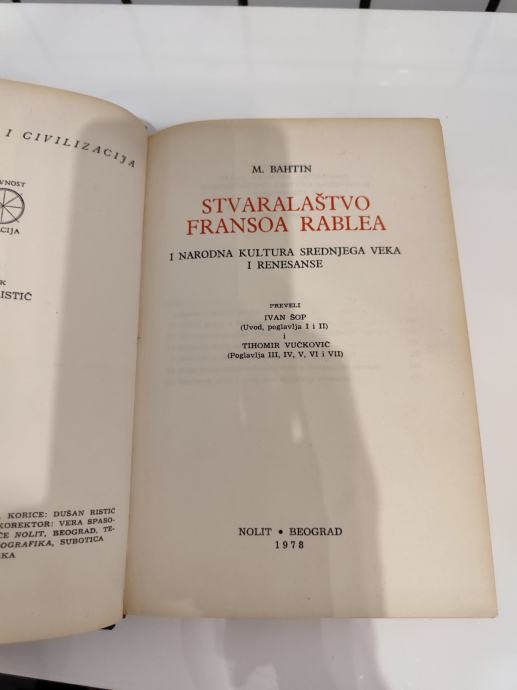 I CIVILIZACIJA
VNOST
CIJA
K
RISTIĆ
KORICE: DUŠAN RISTIĆ
KOREKTOR: VERA SPASO-
ĆE NOLIT, BEOGRAD. TE-
OGRAFIKA, SUBOTICA
KA
M. BAHTIN
STVARALAŠTVO
FRANSOA RABLEA
I NARODNA KULTURA SREDNJEGA VEKA
I RENESANSE
PREVELI
IVAN ŠOP
(Uvod, poglavlja I i II)
i
TIHOMIR VUČKOVIĆ
(Poglavlja III, IV, V, VI i VII)
NOLIT • BEOGRAD
1978